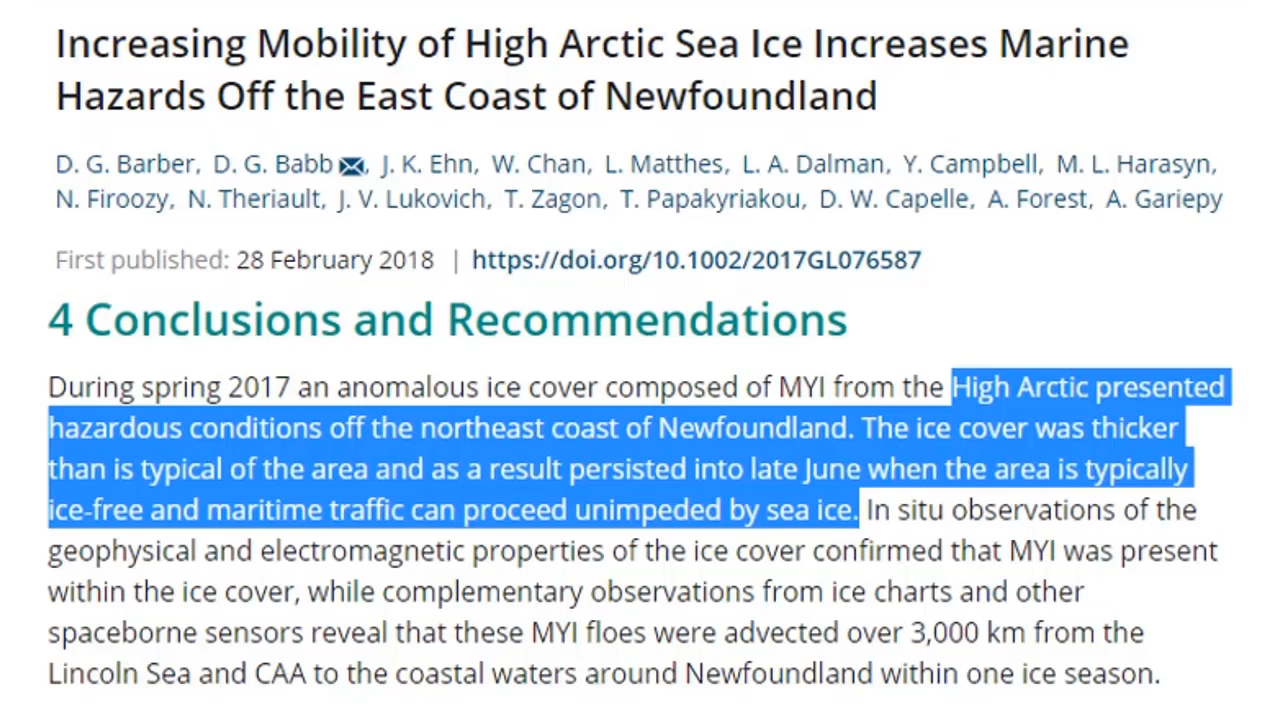 Increasing Mobility of High Arctic Sea Ice Increases Marine
Hazards Off the East Coast of Newfoundland
D. G. Barber, D. G. Babb, J. K. Ehn, W. Chan, L. Matthes, L. A. Dalman, Y. Campbell, M. L. Harasyn,
N. Firoozy, N. Theriault, J. V. Lukovich, T. Zagon, T. Papakyriakou, D. W. Capelle, A. Forest, A. Gariepy
First published: 28 February 2018 | https://doi.org/10.1002/2017GL076587
4 Conclusions and Recommendations
During spring 2017 an anomalous ice cover composed of MYI from the High Arctic presented
hazardous conditions off the northeast coast of Newfoundland. The ice cover was thicker
than is typical of the area and as a result persisted into late June when the area is typically
ice-free and maritime traffic can proceed unimpeded by sea ice. In situ observations of the
geophysical and electromagnetic properties of the ice cover confirmed that MYI was present
within the ice cover, while complementary observations from ice charts and other
spaceborne sensors reveal that these MYI floes were advected over 3,000 km from the
Lincoln Sea and CAA to the coastal waters around Newfoundland within one ice season.